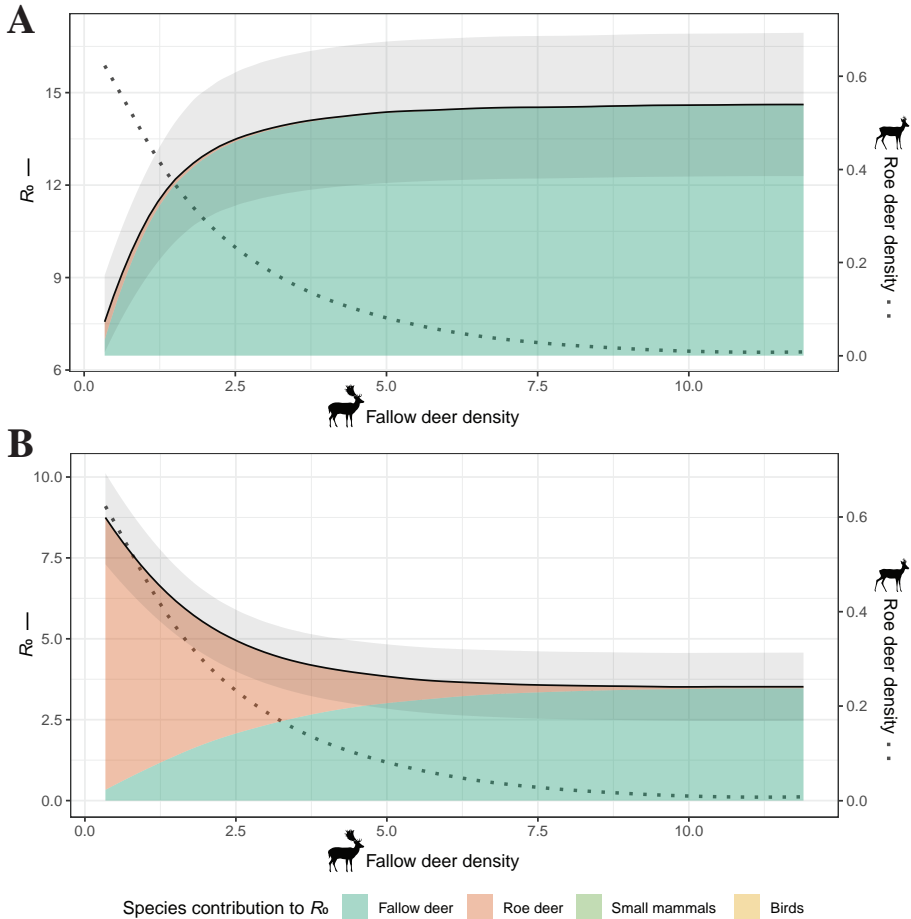 A
15
12
9
6
R₀ —
0.6
0.4
0.2
0.0
Roe deer density • •
0.0 2.5 5.0 7.5 10.0
Fallow deer density
B
10.0
7.5
5.0
2.5
0.0
R₀ —
0.6
0.4
0.2
0.0
Roe deer density • •
0.0 2.5 5.0 7.5 10.0
Fallow deer density
Species contribution to R₀ Fallow deer Roe deer Small mammals Birds